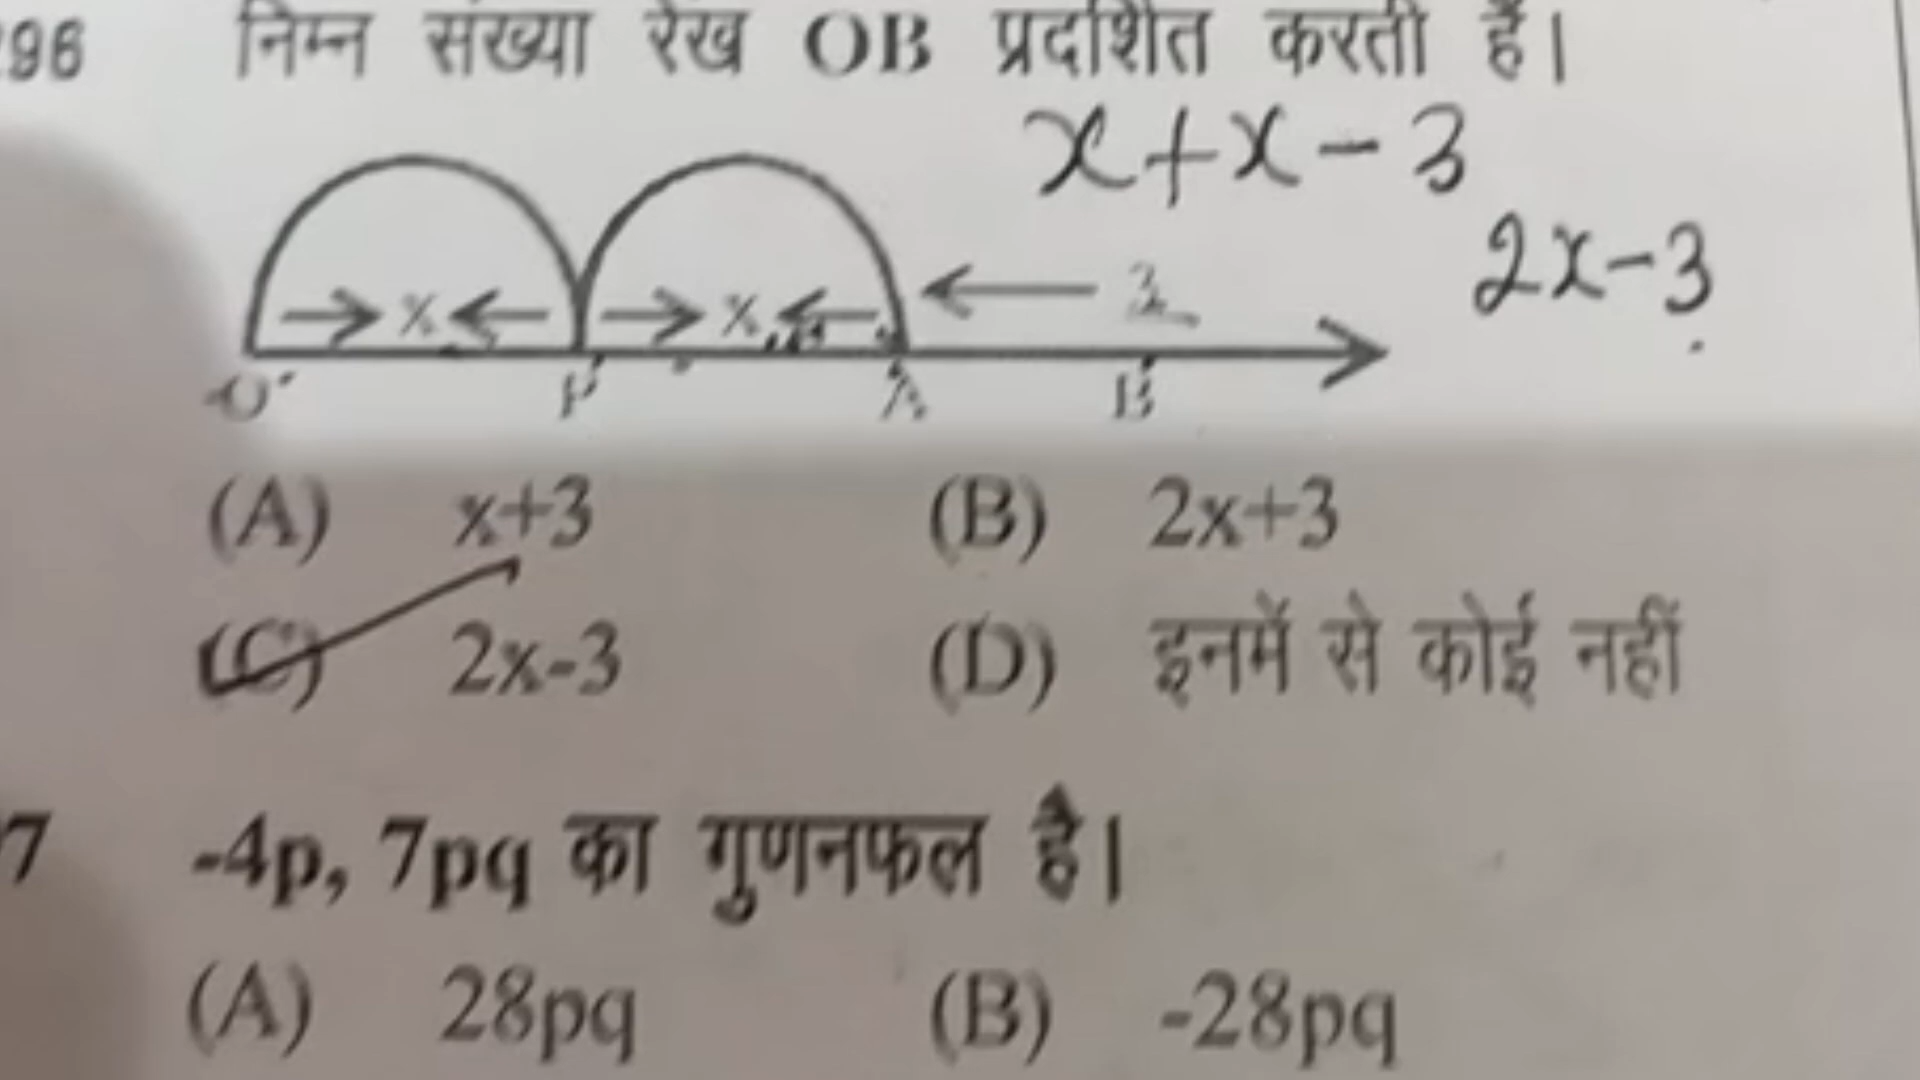 96 निम्न संख्या रेख OB प्रदर्शित करती है।
x+x-3
2x-3
x x
O P A B
(A) x+3 (B) 2x+3
(C) 2x-3 (D) इनमें से कोई नहीं
7 -4p, 7pq का गुणनफल है।
(A) 28pq (B) -28pq